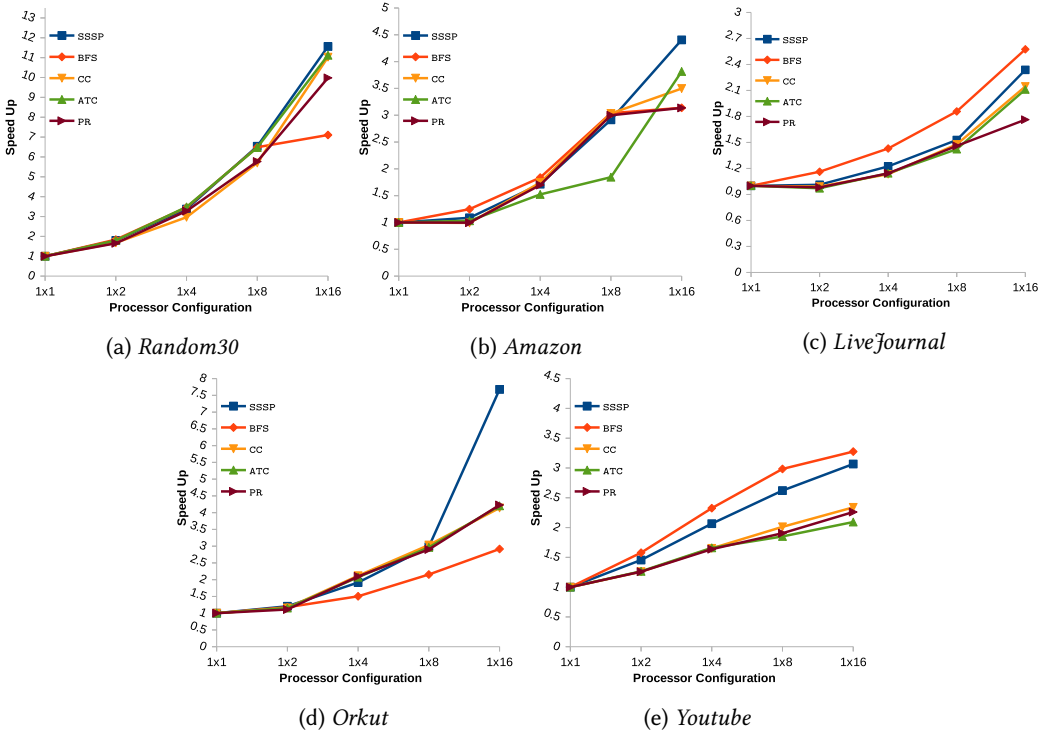 13
12
11
10
9
8
7
6
5
4
3
2
1
0
Speed Up
SSSP
BFS
CC
ATC
PR
1x1 1x2 1x4 1x8 1x16
Processor Configuration
(a) Random30
5
4.5
4
3.5
3
2.5
2
1.5
1
0.5
0
Speed Up
SSSP
BFS
CC
ATC
PR
1x1 1x2 1x4 1x8 1x16
Processor Configuration
(b) Amazon
3
2.7
2.4
2.1
1.8
1.5
1.2
0.9
0.6
0.3
0
Speed Up
SSSP
BFS
CC
ATC
PR
1x1 1x2 1x4 1x8 1x16
Processor Configuration
(c) LiveJournal
8
7.5
7
6.5
6
5.5
5
4.5
4
3.5
3
2.5
2
1.5
1
0.5
0
Speed Up
SSSP
BFS
CC
ATC
PR
1x1 1x2 1x4 1x8 1x16
Processor Configuration
(d) Orkut
4.5
4
3.5
3
2.5
2
1.5
1
0.5
0
Speed Up
SSSP
BFS
CC
ATC
PR
1x1 1x2 1x4 1x8 1x16
Processor Configuration
(e) Youtube